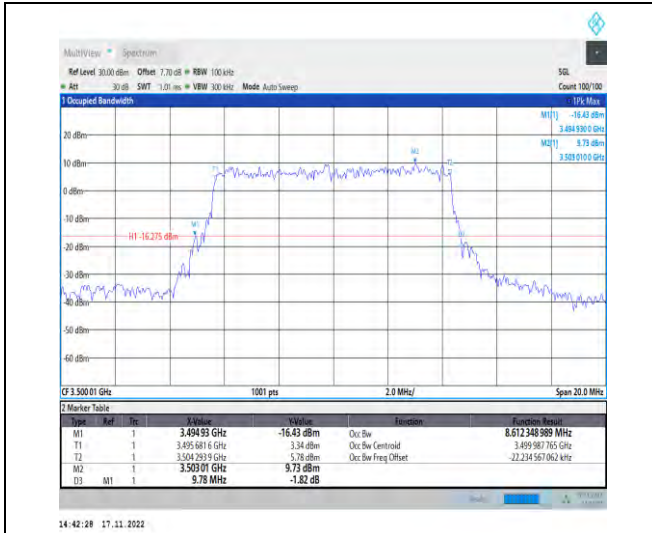 MultiView Spectrum
Ref Level 30.00 dBm Offset 7.70 dB RBW 100 kHz SGL
Att 30 dB SWT 1.01 ms VBW 300 kHz Mode Auto Sweep Count 100/100
1 Occupied Bandwidth 1Pk Max
M1[1] -16.43 dBm
3.494 930 0 GHz
M2[1] 9.73 dBm
3.503 010 0 GHz
20 dBm
M2
10 dBm
T1 T2
0 dBm
-10 dBm
M1
H1 -16.275 dBm
-20 dBm
-30 dBm
-40 dBm
-50 dBm
-60 dBm
CF 3.500 01 GHz 1001 pts 2.0 MHz/ Span 20.0 MHz
2 Marker Table
Type Ref Trc X-Value Y-Value Function Function Result
M1 1 3.494 93 GHz -16.43 dBm Occ Bw 8.612 348 989 MHz
T1 1 3.495 681 6 GHz 3.34 dBm Occ Bw Centroid 3.499 987 765 GHz
T2 1 3.504 293 9 GHz 5.78 dBm Occ Bw Freq Offset -22.234 567 062 kHz
M2 1 3.503 01 GHz 9.73 dBm
D3 M1 1 9.78 MHz -1.82 dB
14:42:28 17.11.2022